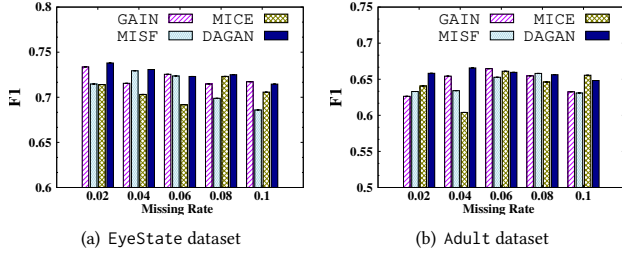 GAIN MICE
MISF DAGAN
0.8
0.75
0.7
0.65
0.6
F1
0.02 0.04 0.06 0.08 0.1
Missing Rate
(a) EyeState dataset
GAIN MICE
MISF DAGAN
0.8
0.75
0.7
0.65
0.6
0.55
0.5
F1
0.02 0.04 0.06 0.08 0.1
Missing Rate
(b) Adult dataset